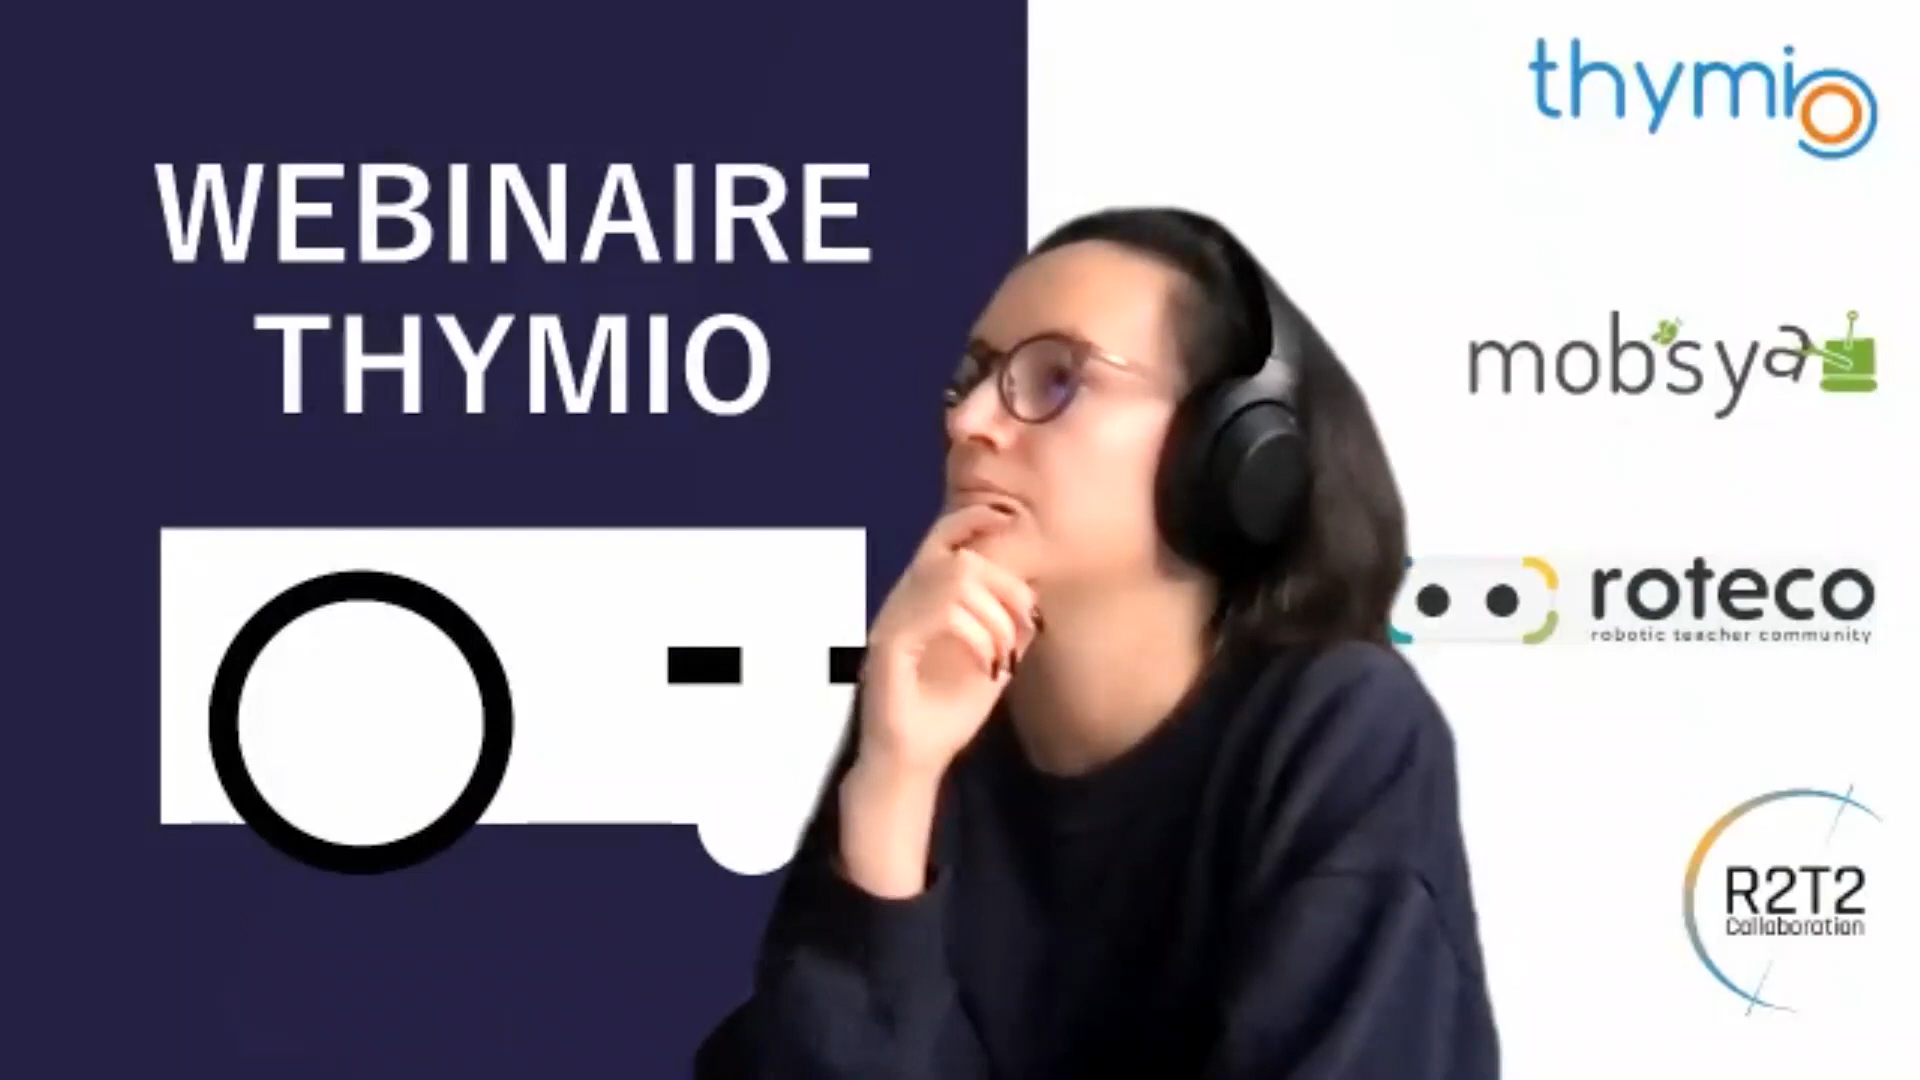 WEBINAIRE
THYMIO
thymio
mobsya
roteco
robotic teacher community
R2T2
Collaboration